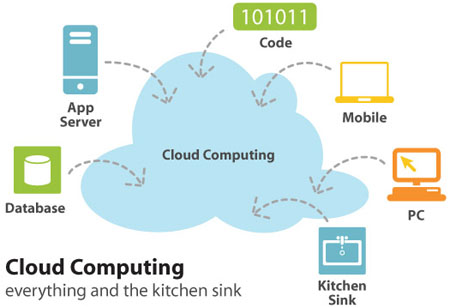 101011
Code
App
Server
Mobile
Cloud Computing
Database
PC
Kitchen
Sink
Cloud Computing
everything and the kitchen sink